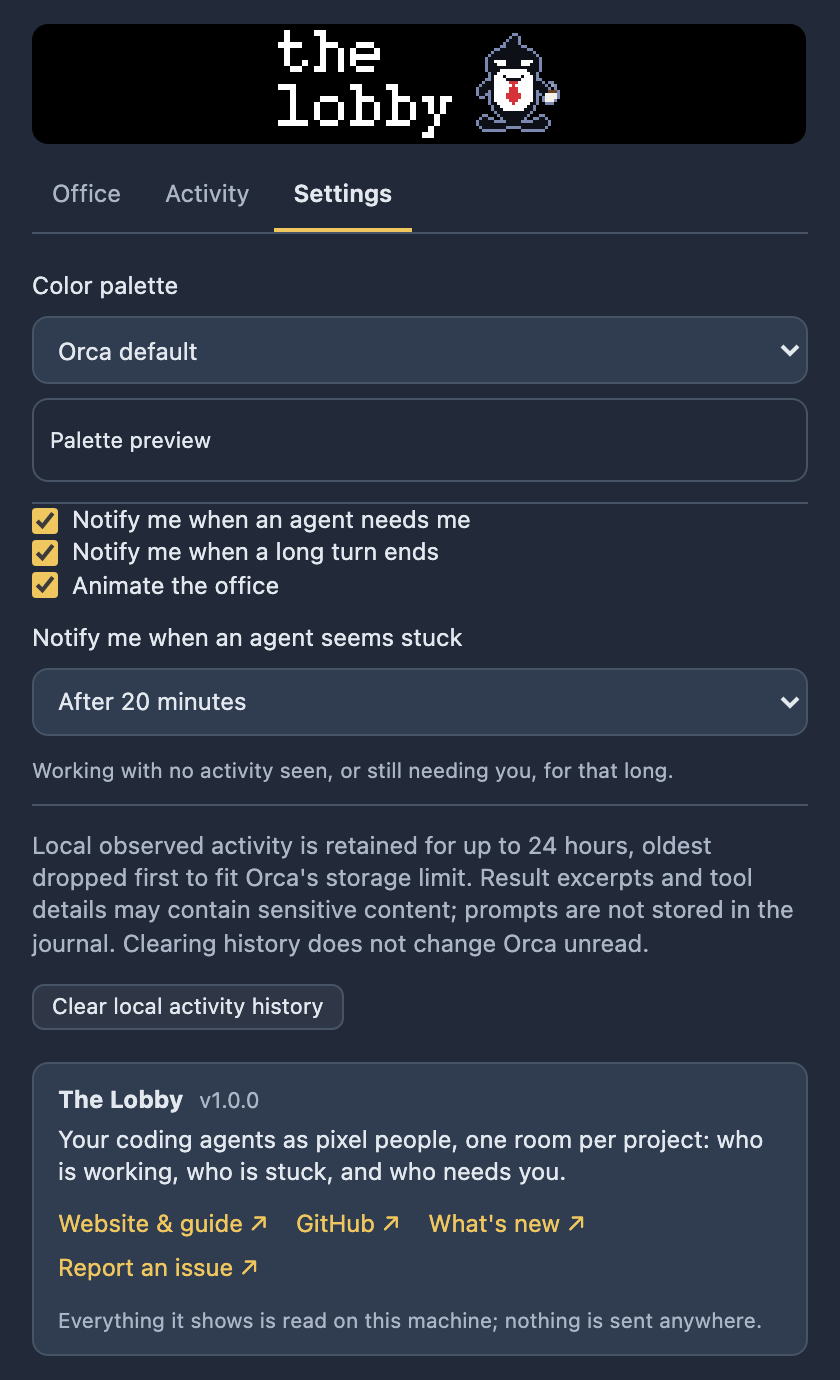 the
lobby
Office Activity Settings
Color palette
Orca default
Palette preview
Notify me when an agent needs me
Notify me when a long turn ends
Animate the office
Notify me when an agent seems stuck
After 20 minutes
Working with no activity seen, or still needing you, for that long.
Local observed activity is retained for up to 24 hours, oldest
dropped first to fit Orca's storage limit. Result excerpts and tool
details may contain sensitive content; prompts are not stored in the
journal. Clearing history does not change Orca unread.
Clear local activity history
The Lobby v1.0.0
Your coding agents as pixel people, one room per project: who
is working, who is stuck, and who needs you.
Website & guide ↗ GitHub ↗ What's new ↗
Report an issue ↗
Everything it shows is read on this machine; nothing is sent anywhere.